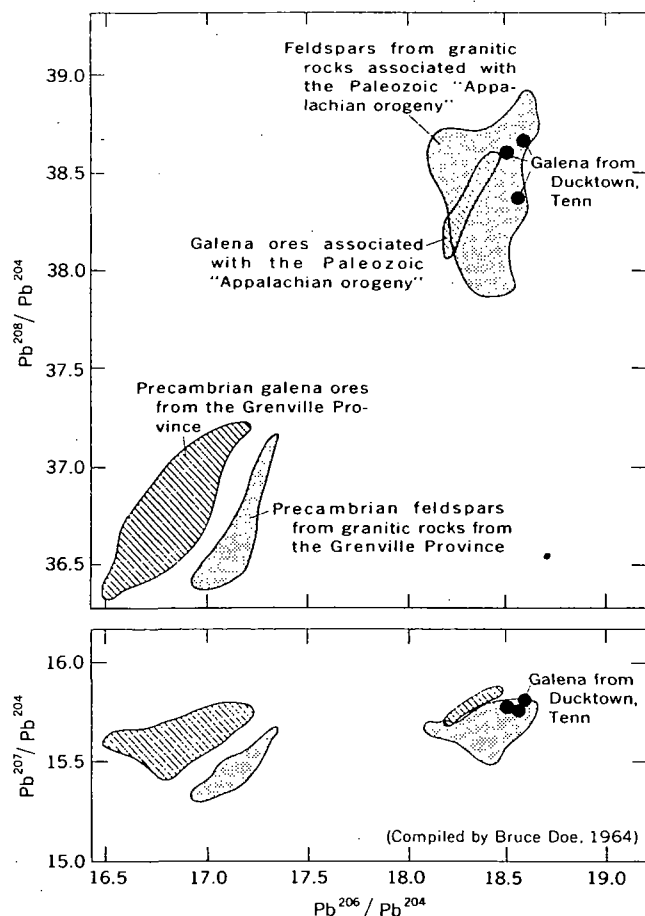 39.0
38.5
38.0
37.5
37.0
36.5
Pb208/Pb204
Feldspars from granitic
rocks associated with
the Paleozoic "Appa-
lachian orogeny"
Galena from
Ducktown,
Tenn
Galena ores associated
with the Paleozoic
"Appalachian orogeny"
Precambrian galena ores
from the Grenville Pro-
vince
Precambrian feldspars
from granitic rocks from
the Grenville Province
16.0
15.5
15.0
Pb207/Pb204
Galena from
Ducktown,
Tenn
(Compiled by Bruce Doe, 1964)
16.5 17.0 17.5 18.0 18.5 19.0
Pb206/Pb204